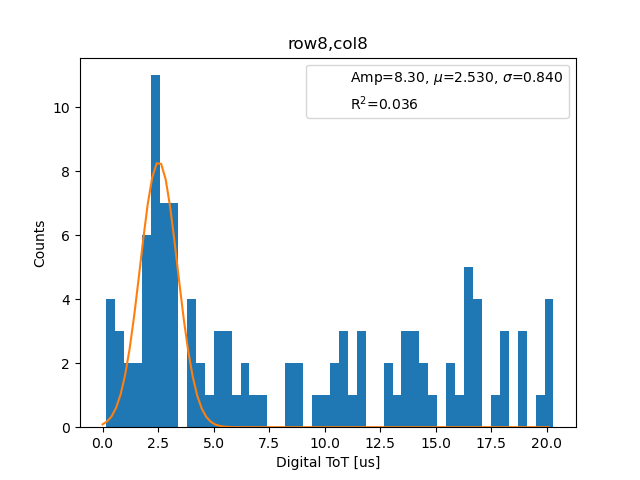 row8,col8
Amp=8.30, μ=2.530, σ=0.840
R²=0.036
Counts
10
8
6
4
2
0
0.0 2.5 5.0 7.5 10.0 12.5 15.0 17.5 20.0
Digital ToT [us]